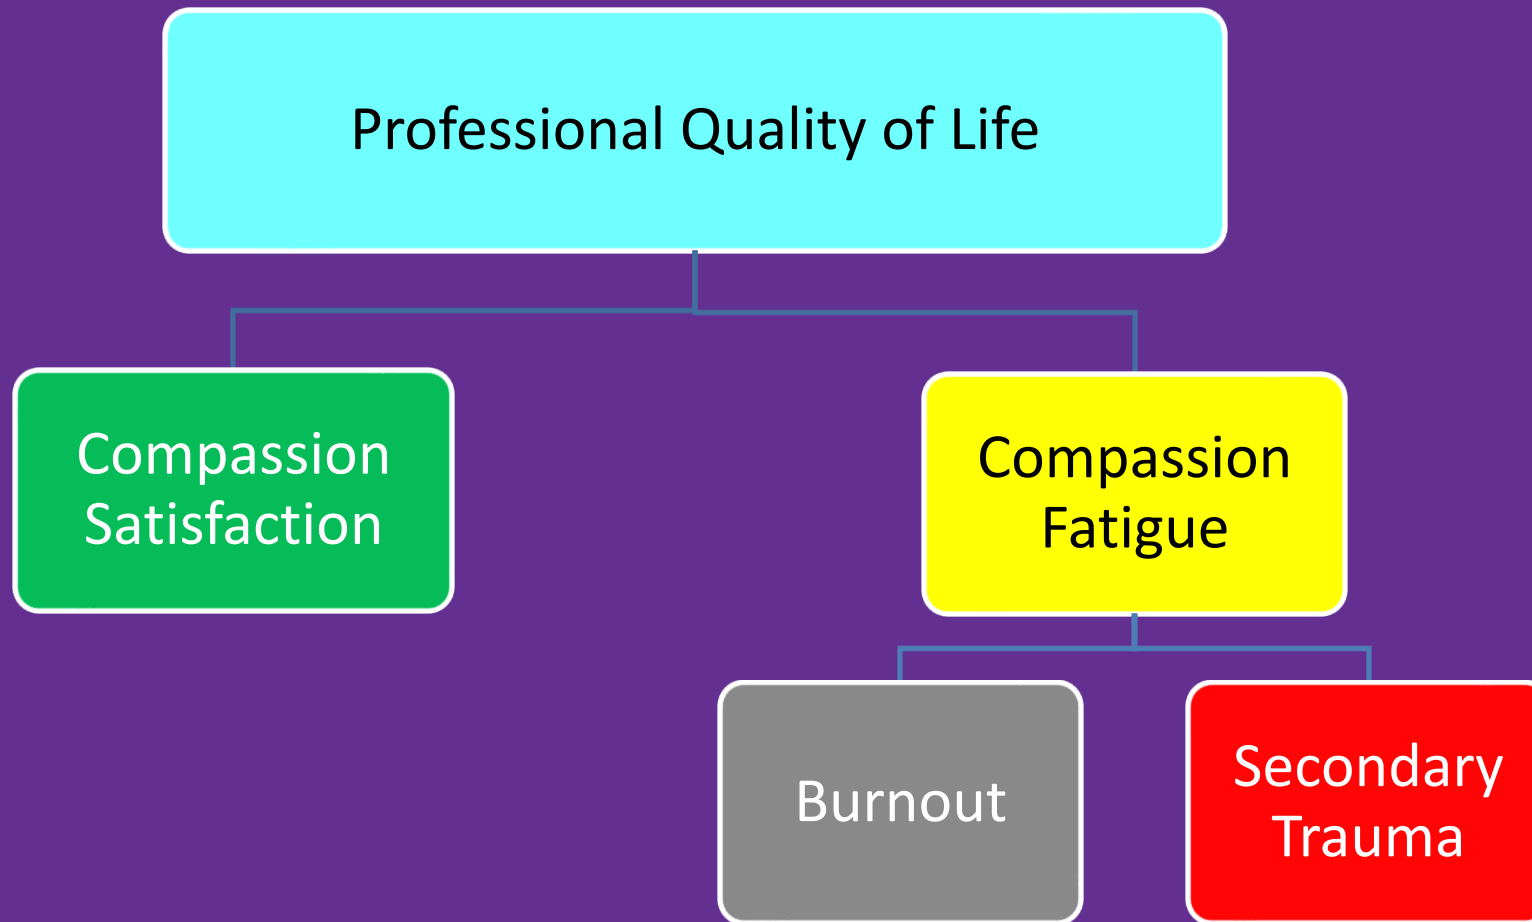 Professional Quality of Life
Compassion
Satisfaction
Compassion
Fatigue
Burnout
Secondary
Trauma